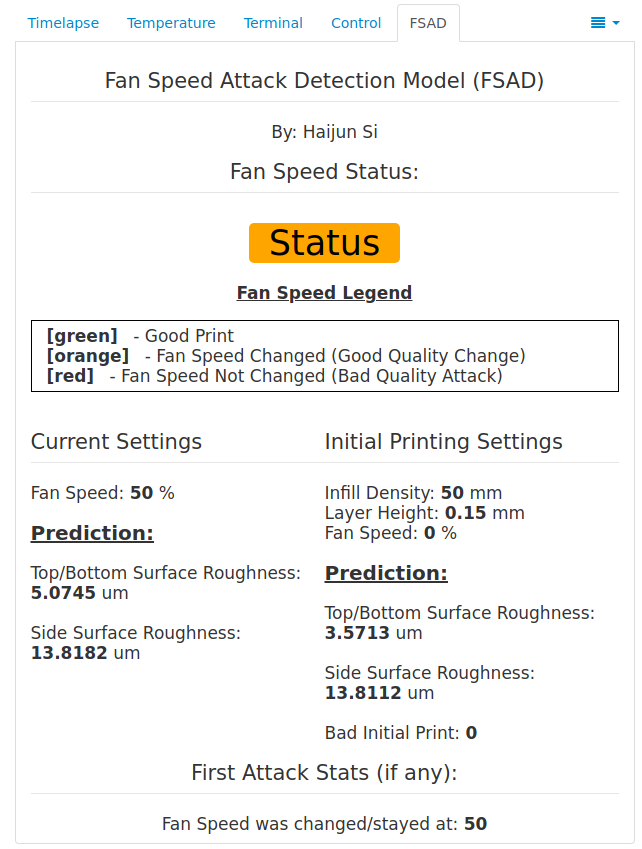 Timelapse Temperature Terminal Control FSAD
Fan Speed Attack Detection Model (FSAD)
By: Haijun Si
Fan Speed Status:
Status
Fan Speed Legend
[green] - Good Print
[orange] - Fan Speed Changed (Good Quality Change)
[red] - Fan Speed Not Changed (Bad Quality Attack)
Current Settings
Fan Speed: 50 %
Prediction:
Top/Bottom Surface Roughness:
5.0745 um
Side Surface Roughness:
13.8182 um
Initial Printing Settings
Infill Density: 50 mm
Layer Height: 0.15 mm
Fan Speed: 0 %
Prediction:
Top/Bottom Surface Roughness:
3.5713 um
Side Surface Roughness:
13.8112 um
Bad Initial Print: 0
First Attack Stats (if any):
Fan Speed was changed/stayed at: 50